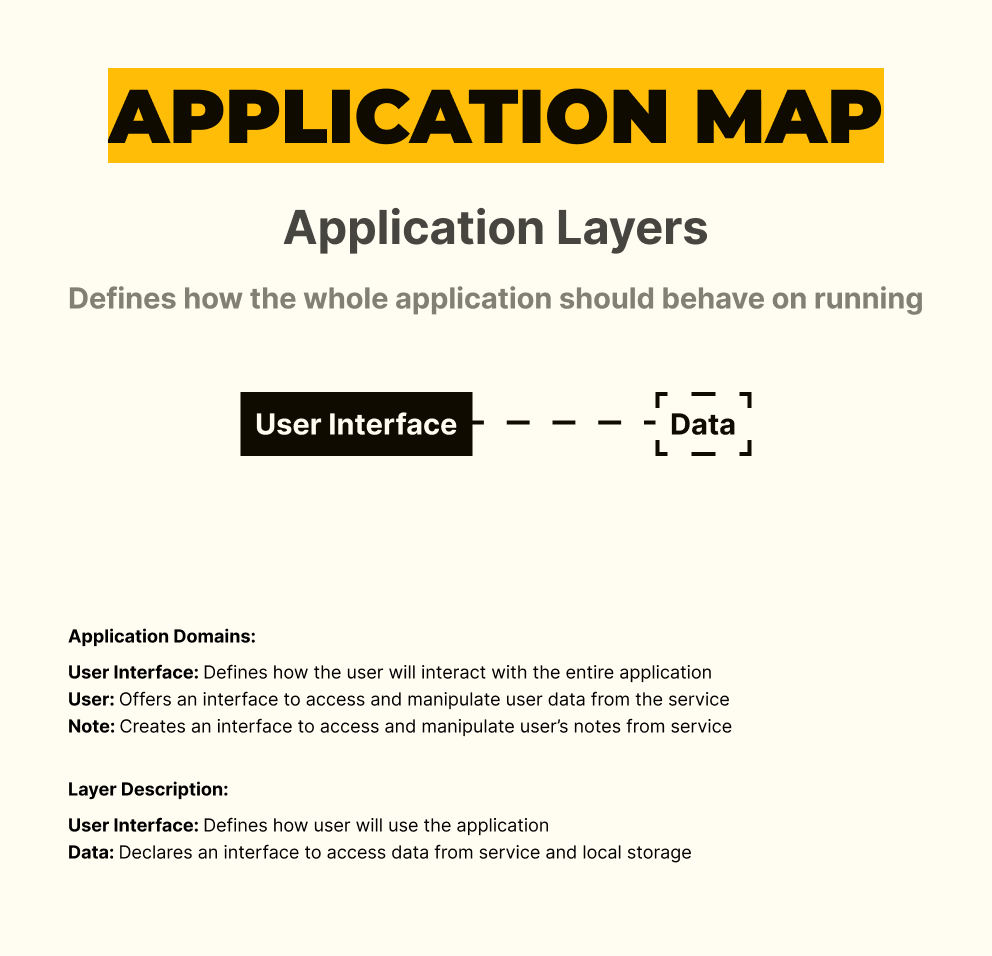 APPLICATION MAP
Application Layers
Defines how the whole application should behave on running
User Interface
Data
Application Domains:
User Interface: Defines how the user will interact with the entire application
User: Offers an interface to access and manipulate user data from the service
Note: Creates an interface to access and manipulate user’s notes from service
Layer Description:
User Interface: Defines how user will use the application
Data: Declares an interface to access data from service and local storage